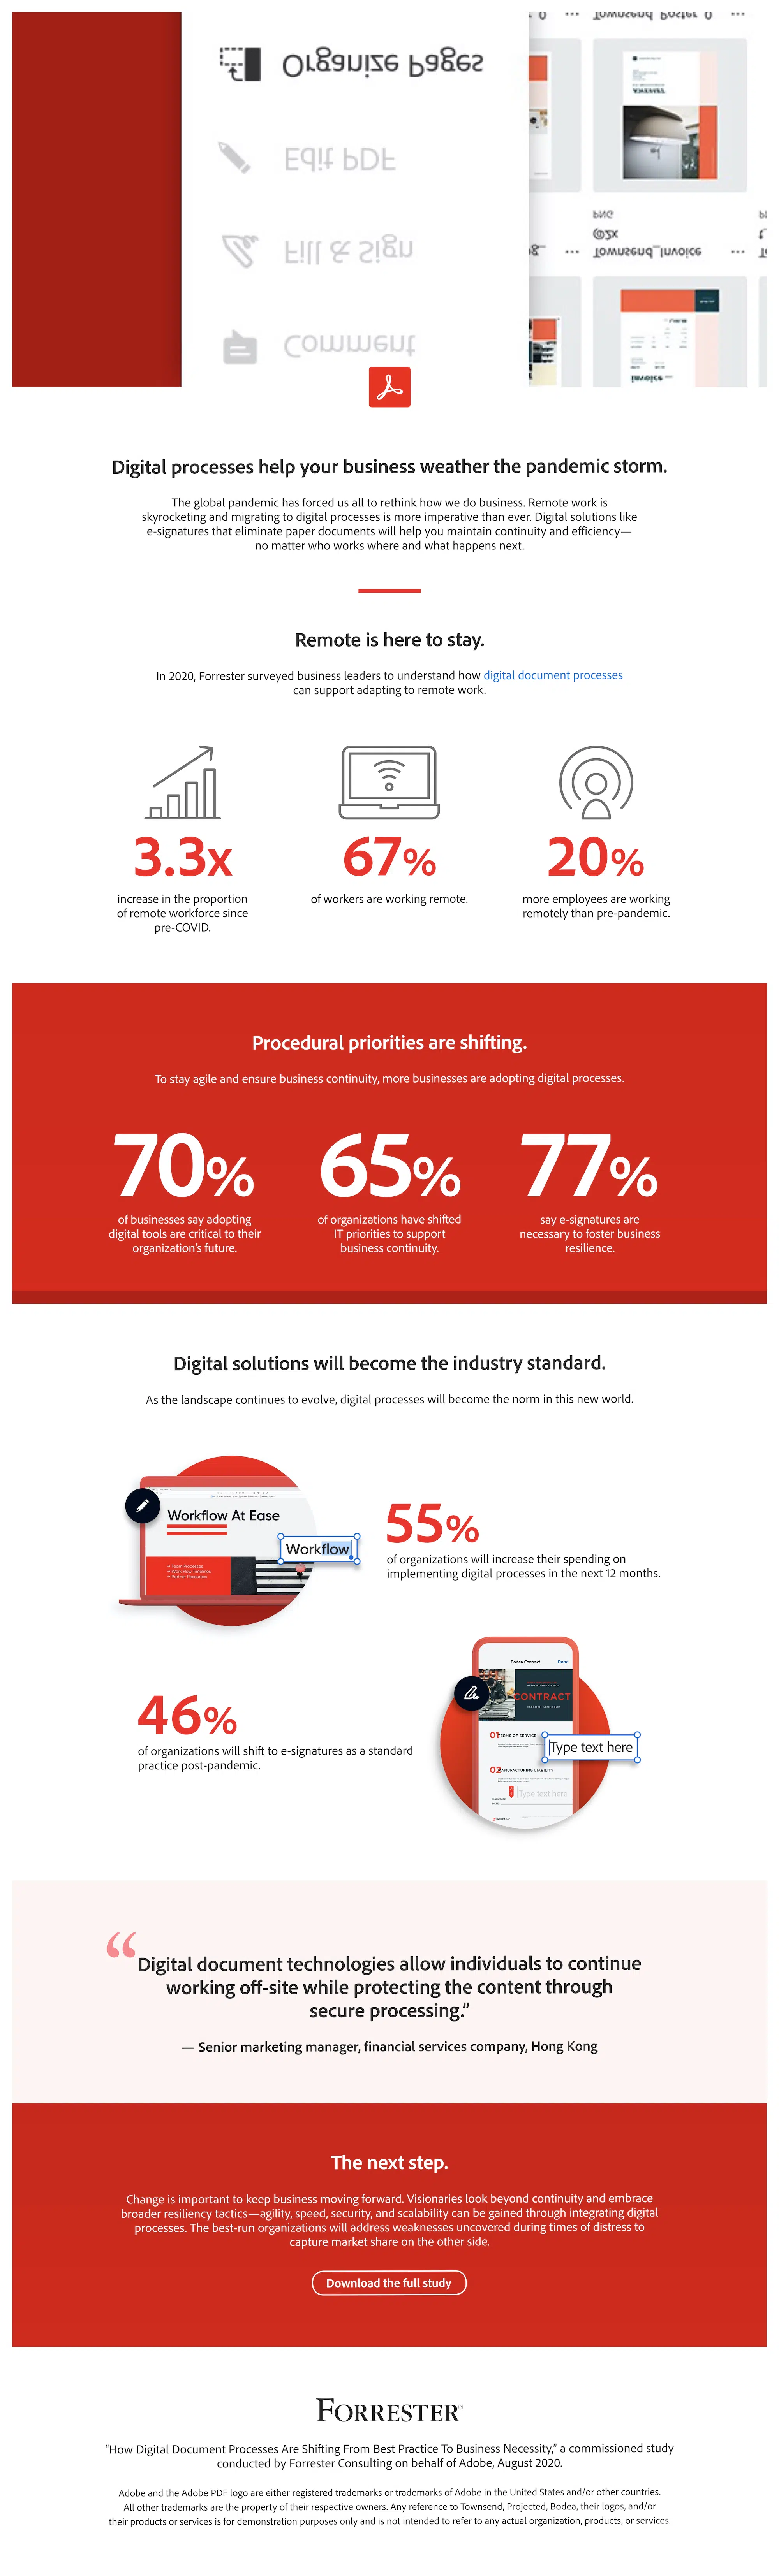 Townsend Poster_0
Organize Pages
Edit PDF
PNG
@2x
Fill & Sign
Townsend_Invoice
Comment
Invoice
Digital processes help your business weather the pandemic storm.
The global pandemic has forced us all to rethink how we do business. Remote work is
skyrocketing and migrating to digital processes is more imperative than ever. Digital solutions like
e-signatures that eliminate paper documents will help you maintain continuity and efficiency—
no matter who works where and what happens next.
Remote is here to stay.
In 2020, Forrester surveyed business leaders to understand how digital document processes
can support adapting to remote work.
3.3x
increase in the proportion
of remote workforce since
pre-COVID.
67%
of workers are working remote.
20%
more employees are working
remotely than pre-pandemic.
Procedural priorities are shifting.
To stay agile and ensure business continuity, more businesses are adopting digital processes.
70%
of businesses say adopting
digital tools are critical to their
organization's future.
65%
of organizations have shifted
IT priorities to support
business continuity.
77%
say e-signatures are
necessary to foster business
resilience.
Digital solutions will become the industry standard.
As the landscape continues to evolve, digital processes will become the norm in this new world.
Workflow At Ease
Workflow
Team Processes
Work Flow Timelines
Partner Resources
55%
of organizations will increase their spending on
implementing digital processes in the next 12 months.
46%
of organizations will shift to e-signatures as a standard
practice post-pandemic.
Bodea Contract Done
CONTRACT
01 TERMS OF SERVICE
Type text here
02 MANUFACTURING LIABILITY
Type text here
“Digital document technologies allow individuals to continue
working off-site while protecting the content through
secure processing.”
— Senior marketing manager, financial services company, Hong Kong
The next step.
Change is important to keep business moving forward. Visionaries look beyond continuity and embrace
broader resiliency tactics—agility, speed, security, and scalability can be gained through integrating digital
processes. The best-run organizations will address weaknesses uncovered during times of distress to
capture market share on the other side.
Download the full study
FORRESTER®
“How Digital Document Processes Are Shifting From Best Practice To Business Necessity,” a commissioned study
conducted by Forrester Consulting on behalf of Adobe, August 2020.
Adobe and the Adobe PDF logo are either registered trademarks or trademarks of Adobe in the United States and/or other countries.
All other trademarks are the property of their respective owners. Any reference to Townsend, Projected, Bodea, their logos, and/or
their products or services is for demonstration purposes only and is not intended to refer to any actual organization, products, or services.